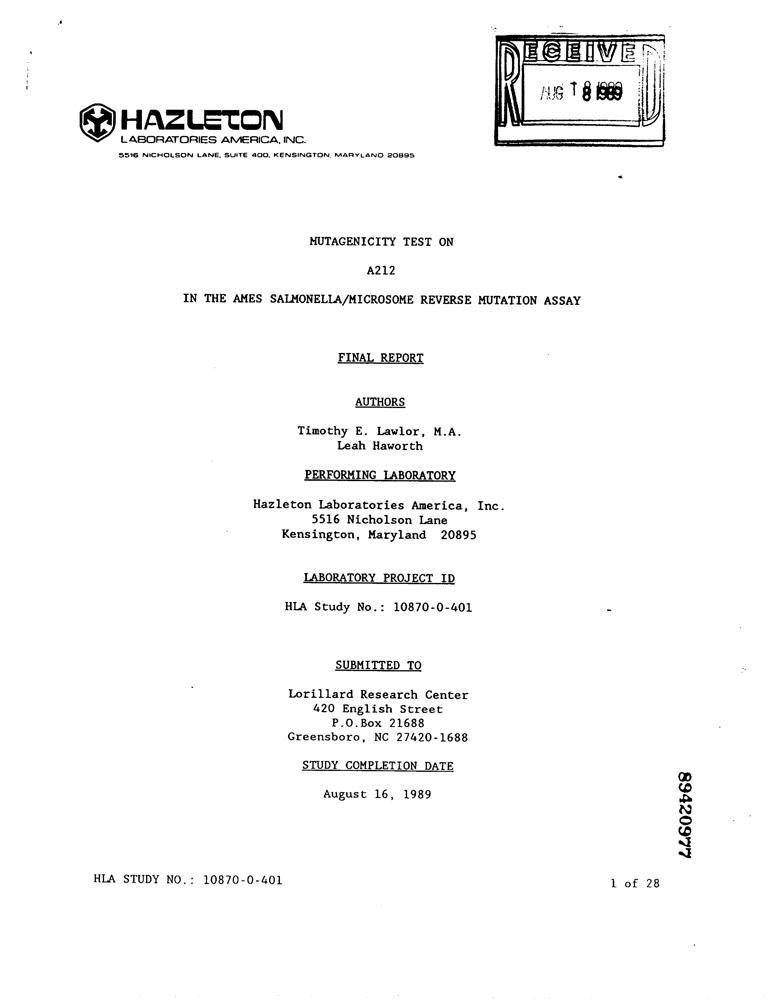 RECEIVED
AUG 18 1989
HAZLETON
LABORATORIES AMERICA, INC.
5516 NICHOLSON LANE, SUITE 400, KENSINGTON, MARYLAND 20895
MUTAGENICITY TEST ON
A212
IN THE AMES SALMONELLA/MICROSOME REVERSE MUTATION ASSAY
FINAL REPORT
AUTHORS
Timothy E. Lawlor, M.A.
Leah Haworth
PERFORMING LABORATORY
Hazleton Laboratories America, Inc.
5516 Nicholson Lane
Kensington, Maryland 20895
LABORATORY PROJECT ID
HLA Study No.: 10870-0-401
SUBMITTED TO
Lorillard Research Center
420 English Street
P.O.Box 21688
Greensboro, NC 27420-1688
STUDY COMPLETION DATE
August 16, 1989
89420977
HLA STUDY NO.: 10870-0-401
1 of 28